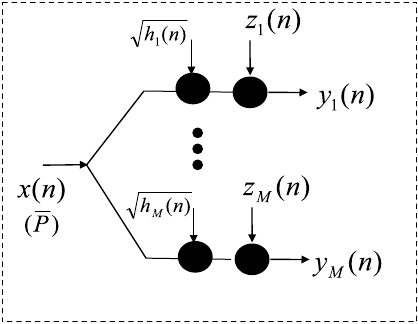 √h₁(n)
z₁(n)
y₁(n)
x(n)
(P̅)
√h_M(n)
z_M(n)
y_M(n)